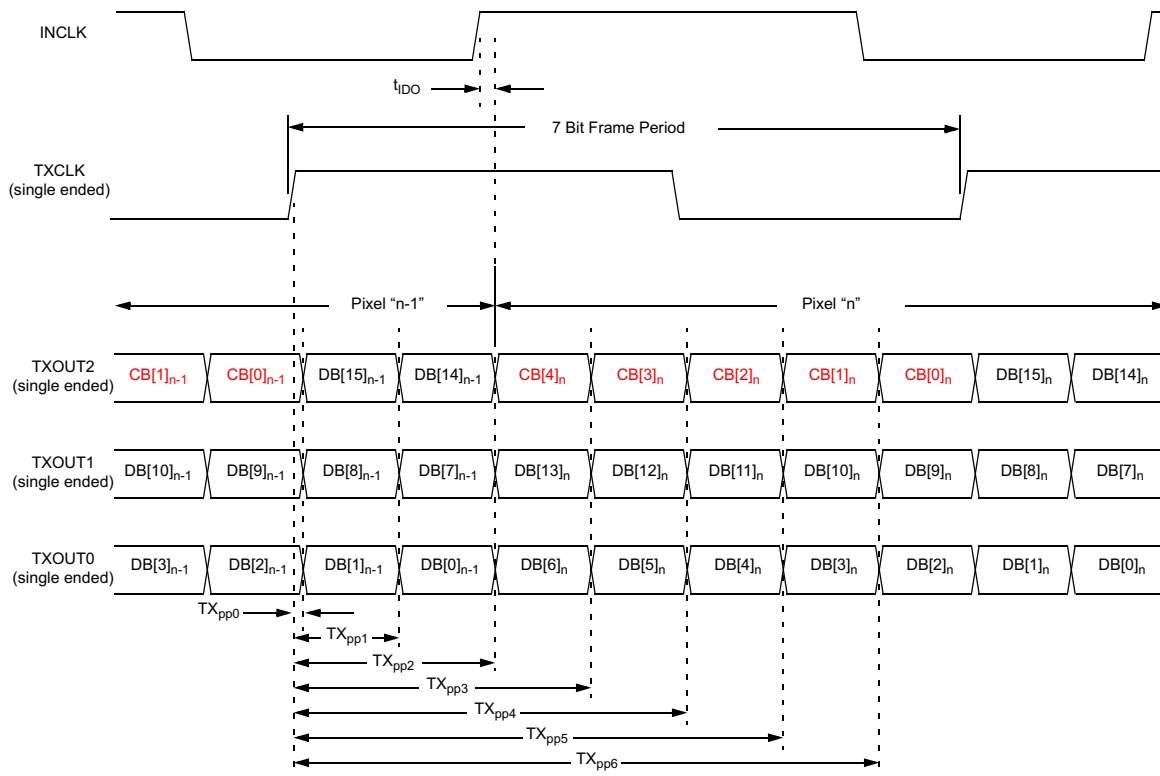 INCLK
tIDO
7 Bit Frame Period
TXCLK
(single ended)
Pixel “n-1”
Pixel “n”
TXOUT2
(single ended)
CB[1]n-1 CB[0]n-1 DB[15]n-1 DB[14]n-1 CB[4]n CB[3]n CB[2]n CB[1]n CB[0]n DB[15]n DB[14]n
TXOUT1
(single ended)
DB[10]n-1 DB[9]n-1 DB[8]n-1 DB[7]n-1 DB[13]n DB[12]n DB[11]n DB[10]n DB[9]n DB[8]n DB[7]n
TXOUT0
(single ended)
DB[3]n-1 DB[2]n-1 DB[1]n-1 DB[0]n-1 DB[6]n DB[5]n DB[4]n DB[3]n DB[2]n DB[1]n DB[0]n
TXpp0
TXpp1
TXpp2
TXpp3
TXpp4
TXpp5
TXpp6